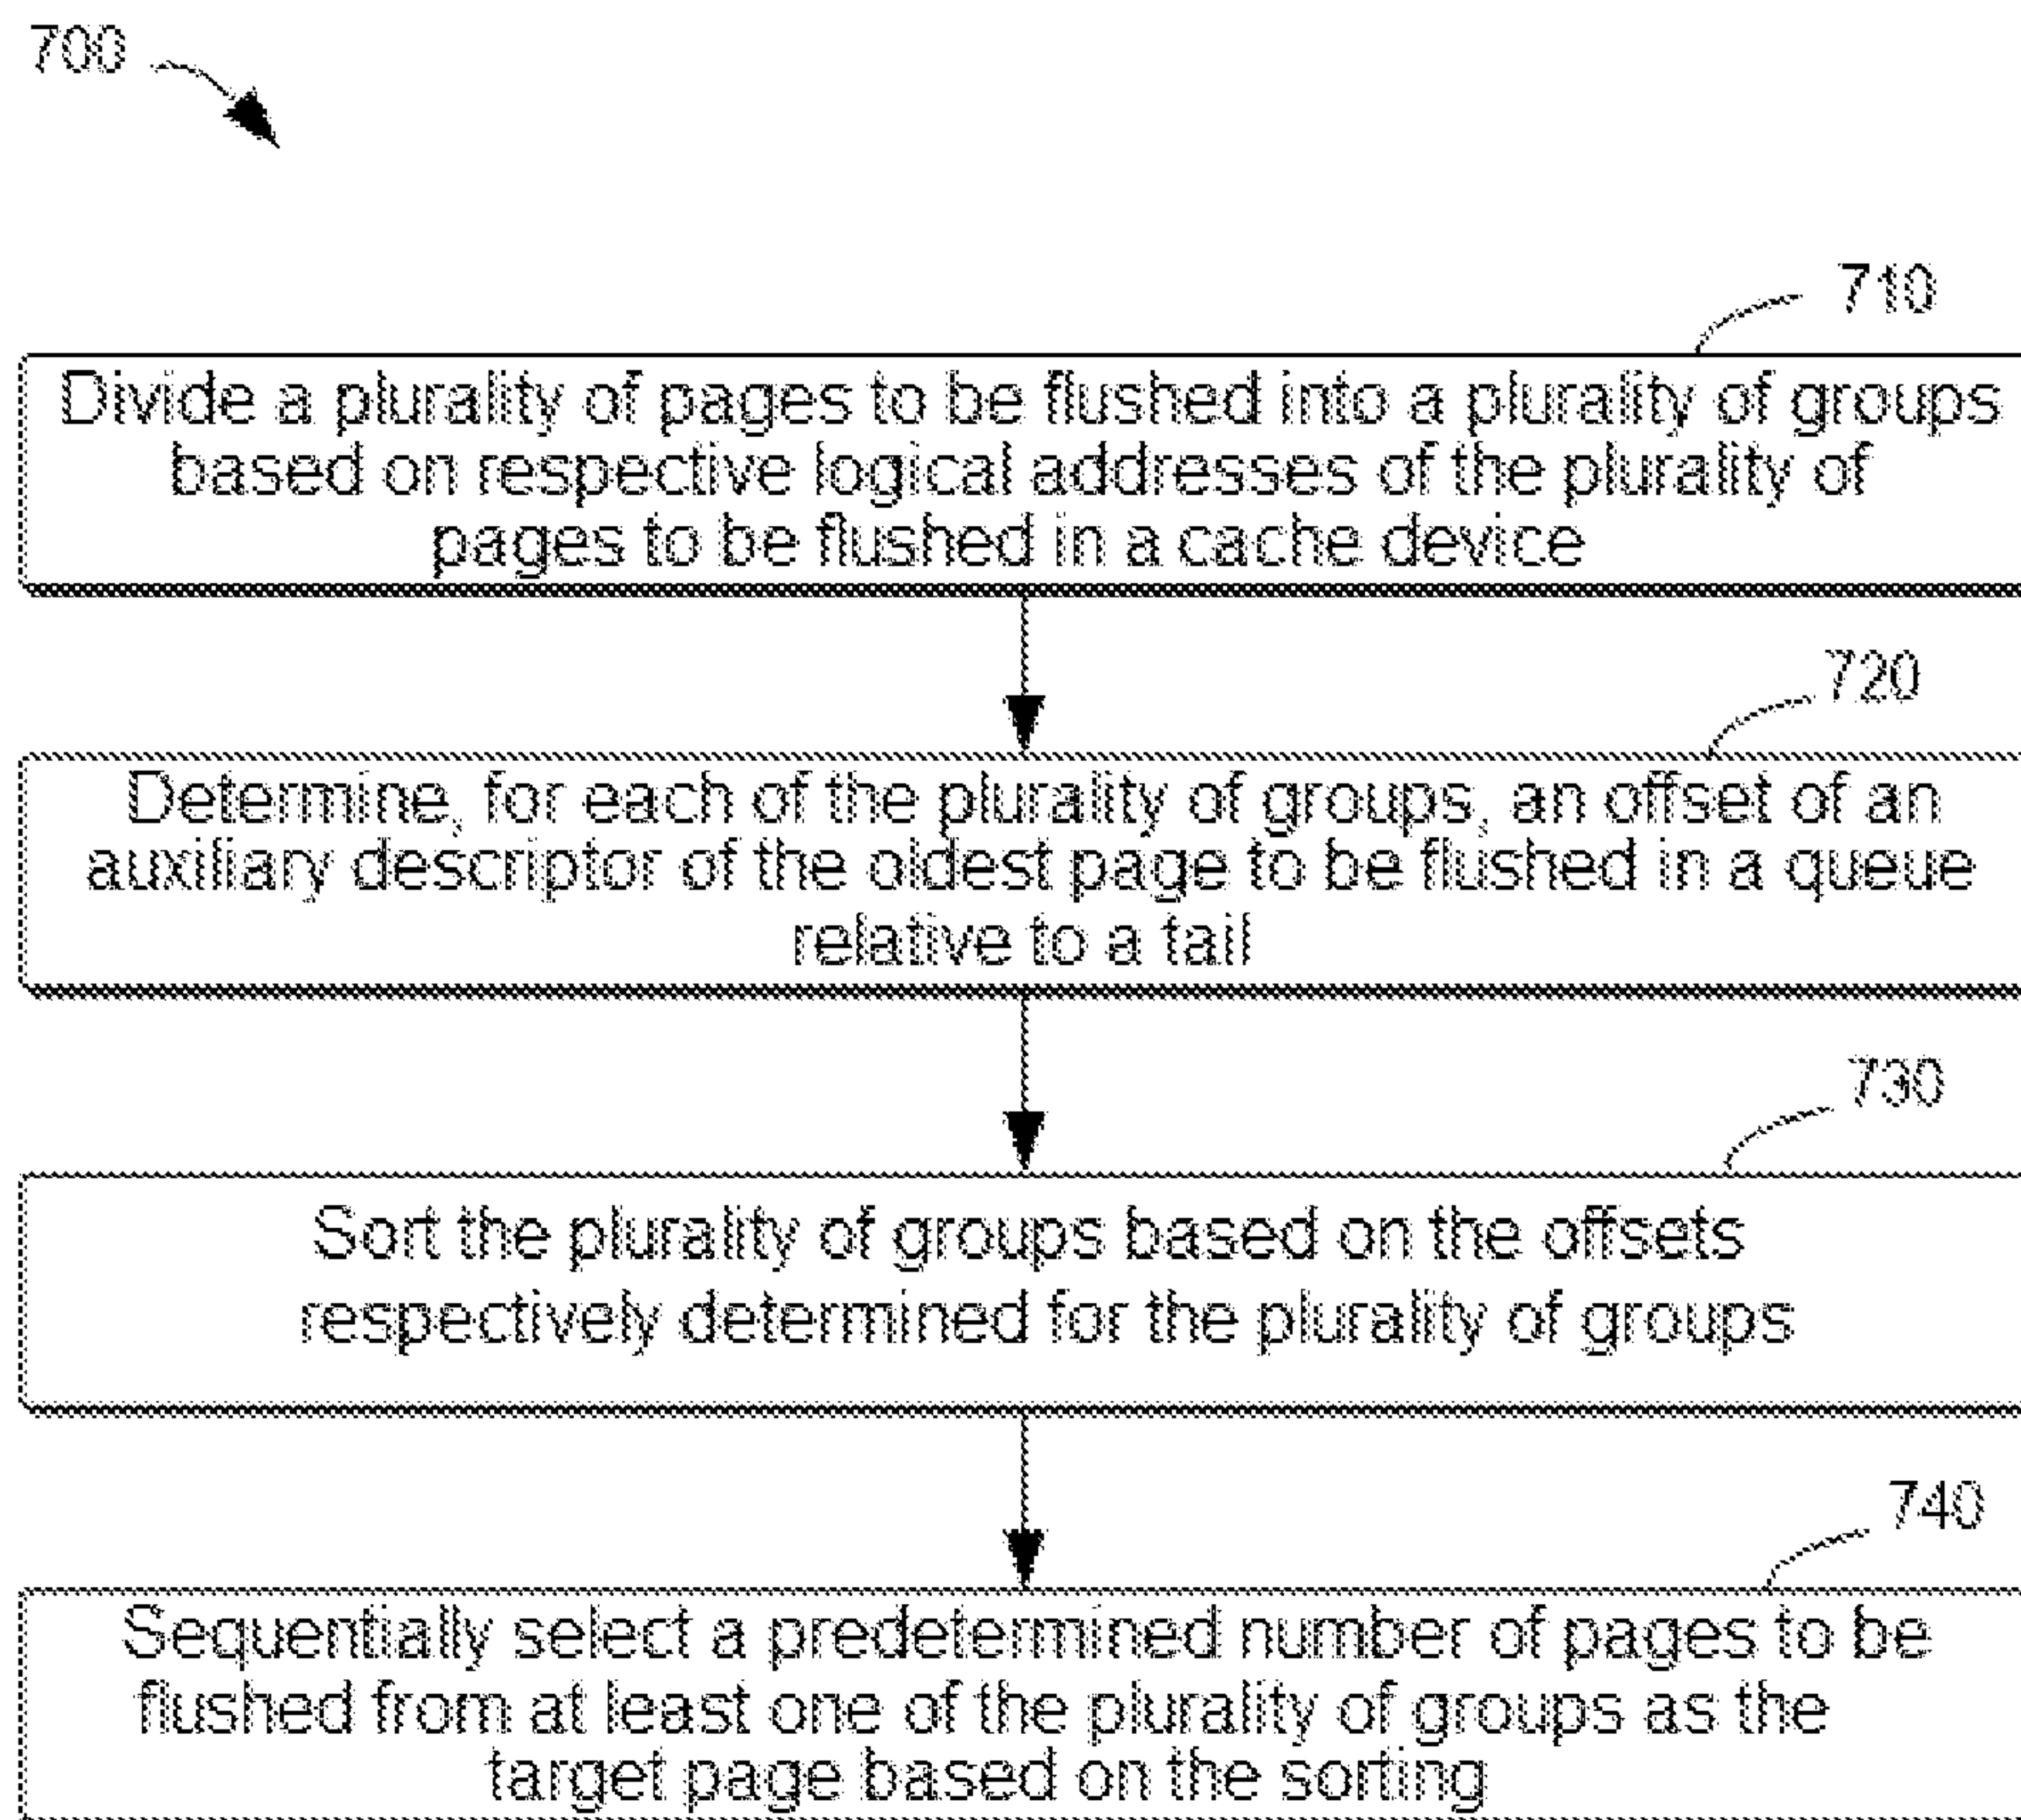 700
710
Divide a plurality of pages to be flushed into a plurality of groups
based on respective logical addresses of the plurality of
pages to be flushed in a cache device
720
Determine, for each of the plurality of groups, an offset of an
auxiliary descriptor of the oldest page to be flushed in a queue
relative to a tail
730
Sort the plurality of groups based on the offsets
respectively determined for the plurality of groups
740
Sequentially select a predetermined number of pages to be
flushed from at least one of the plurality of groups as the
target page based on the sorting